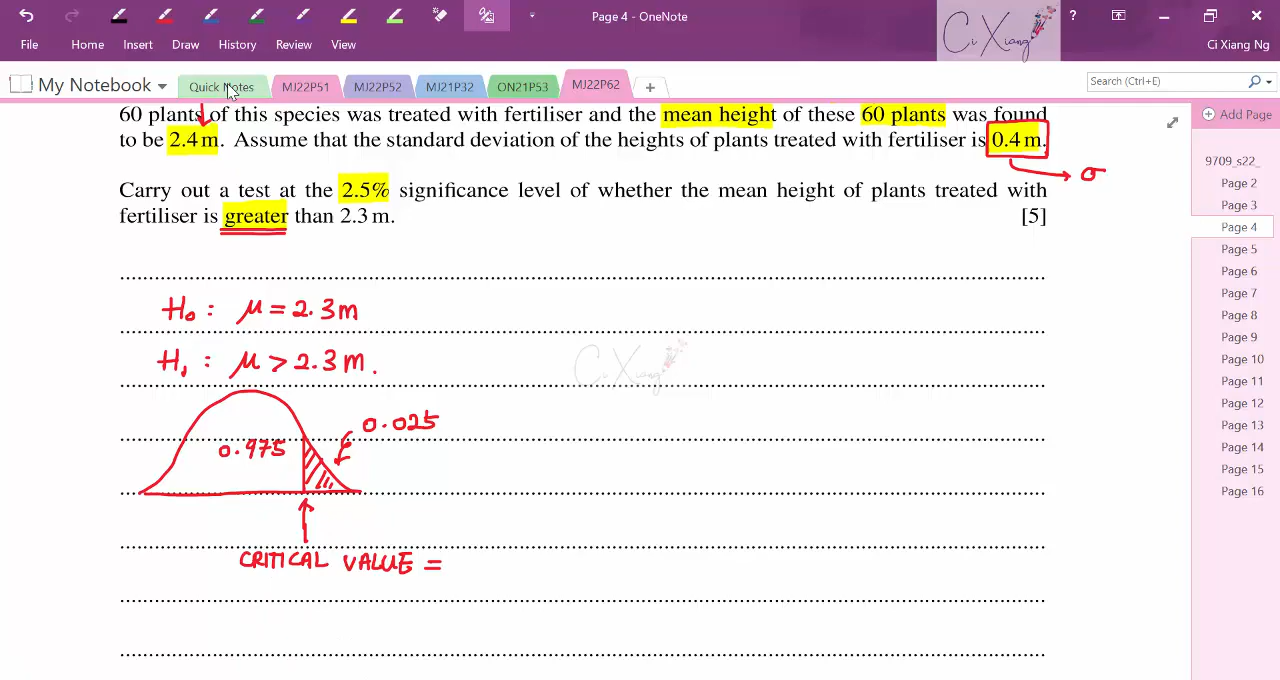 Page 4 - OneNote
Ci Xiang
?
File
Home
Insert
Draw
History
Review
View
Ci Xiang Ng
My Notebook
Quick Notes
MJ22P51
MJ22P52
MJ21P32
ON21P53
MJ22P62
Search (Ctrl+E)
60 plants of this species was treated with fertiliser and the mean height of these 60 plants was found
to be 2.4 m. Assume that the standard deviation of the heights of plants treated with fertiliser is 0.4 m.
σ
Carry out a test at the 2.5% significance level of whether the mean height of plants treated with
fertiliser is greater than 2.3 m. [5]
H₀ : μ = 2.3 m
H₁ : μ > 2.3 m.
Ci Xiang
0.025
0.975
CRITICAL VALUE =
Add Page
9709_s22_
Page 2
Page 3
Page 4
Page 5
Page 6
Page 7
Page 8
Page 9
Page 10
Page 11
Page 12
Page 13
Page 14
Page 15
Page 16